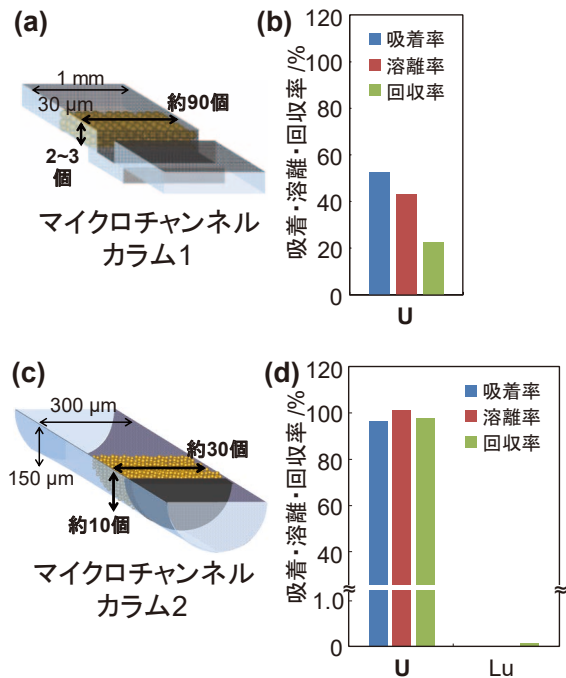 (a)
1 mm
30 µm
約90個
2~3
個
マイクロチャンネル
カラム1
(b)
吸着・溶離・回収率/%
120
100
80
60
40
20
0
吸着率
溶離率
回収率
U
(c)
300 µm
150 µm
約30個
約10個
マイクロチャンネル
カラム2
(d)
吸着・溶離・回収率/%
120
100
80
60
40
≈
≈
1.0
0
吸着率
溶離率
回収率
U
Lu